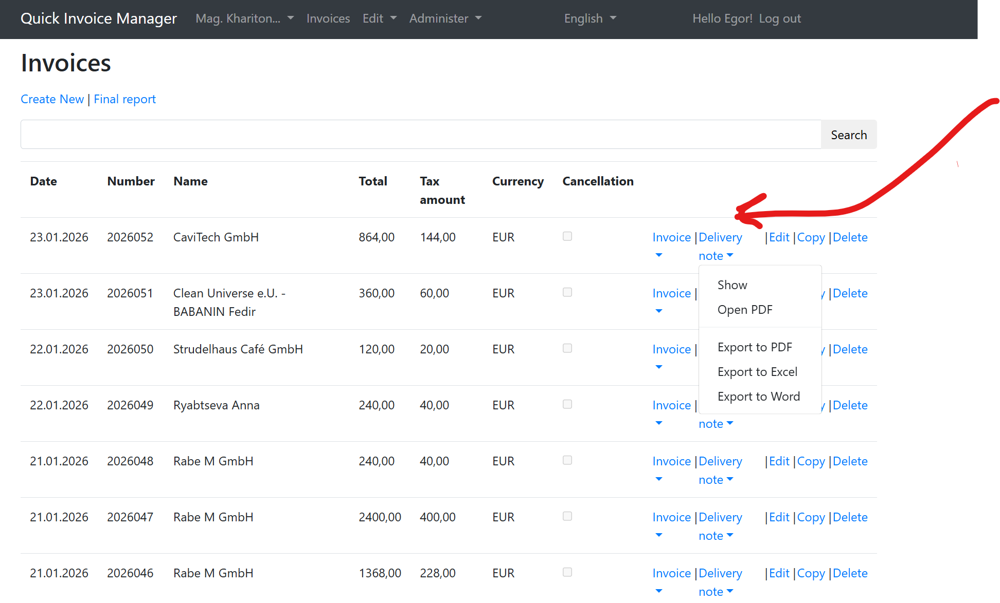 Quick Invoice Manager Mag. Khariton... Invoices Edit Administer English Hello Egor! Log out
Invoices
Create New | Final report
Search
Date Number Name Total Tax amount Currency Cancellation
23.01.2026 2026052 CaviTech GmbH 864,00 144,00 EUR Invoice |Delivery note |Edit |Copy |Delete
Show
Open PDF
Export to PDF
Export to Excel
Export to Word
23.01.2026 2026051 Clean Universe e.U. - 360,00 60,00 EUR Invoice | y |Delete
BABANIN Fedir
22.01.2026 2026050 Strudelhaus Café GmbH 120,00 20,00 EUR Invoice | y |Delete
22.01.2026 2026049 Ryabtseva Anna 240,00 40,00 EUR Invoice | y |Delete
note
21.01.2026 2026048 Rabe M GmbH 240,00 40,00 EUR Invoice |Delivery note |Edit |Copy |Delete
21.01.2026 2026047 Rabe M GmbH 2400,00 400,00 EUR Invoice |Delivery note |Edit |Copy |Delete
21.01.2026 2026046 Rabe M GmbH 1368,00 228,00 EUR Invoice |Delivery note |Edit |Copy |Delete